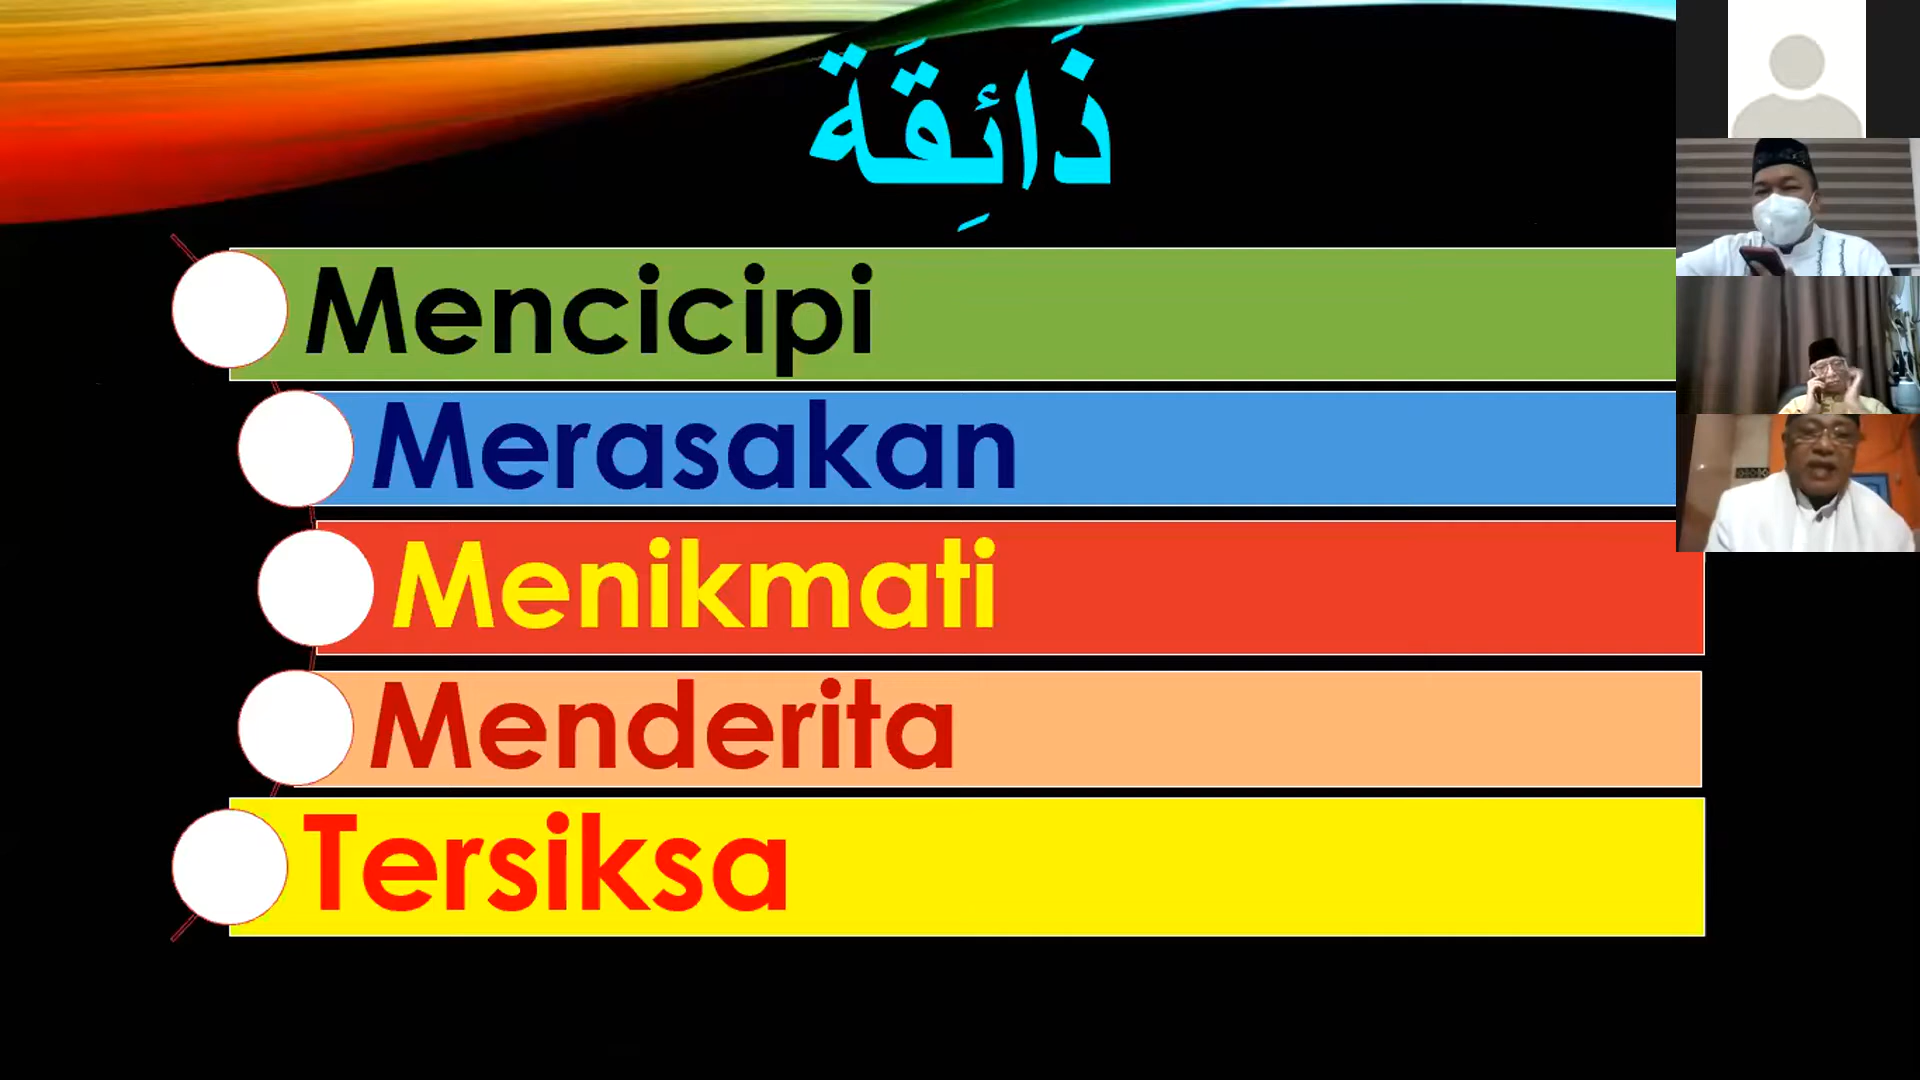 ذَائِقَة
Mencicipi
Merasakan
Menikmati
Menderita
Tersiksa